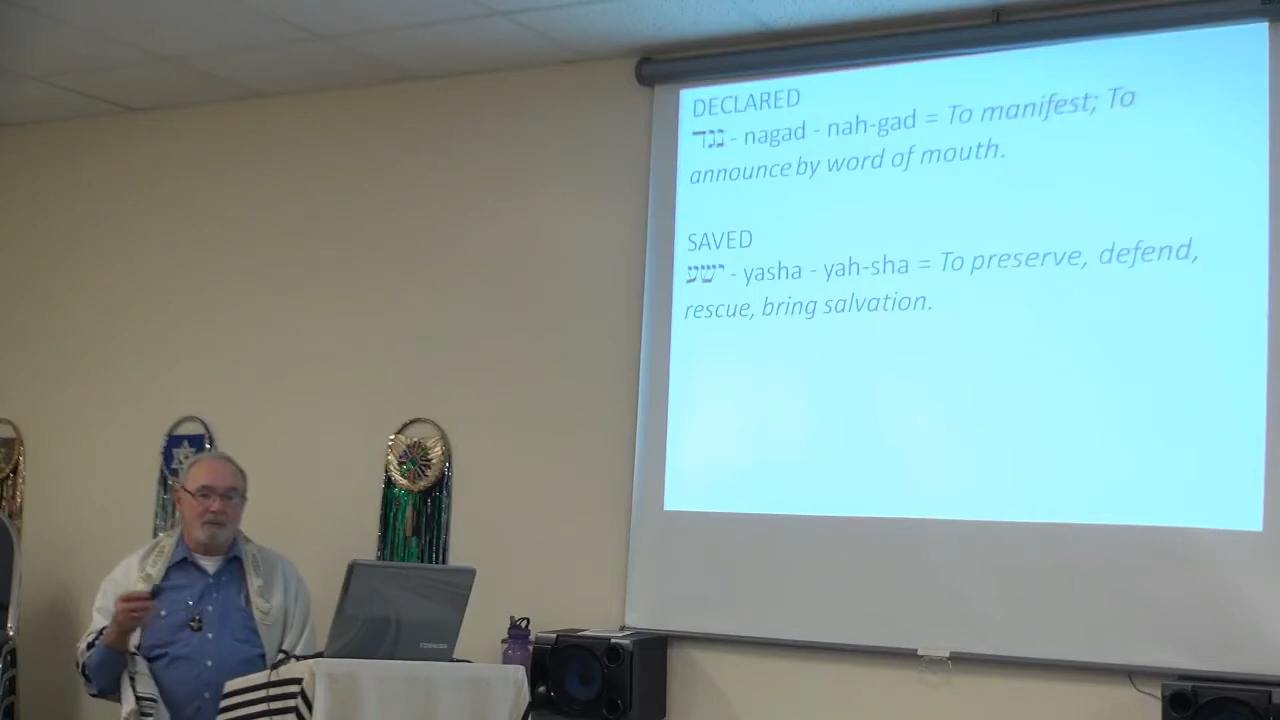 DECLARED
נגד - nagad - nah-gad = To manifest; To
announce by word of mouth.
SAVED
ישע - yasha - yah-sha = To preserve, defend,
rescue, bring salvation.
TOSHIBA